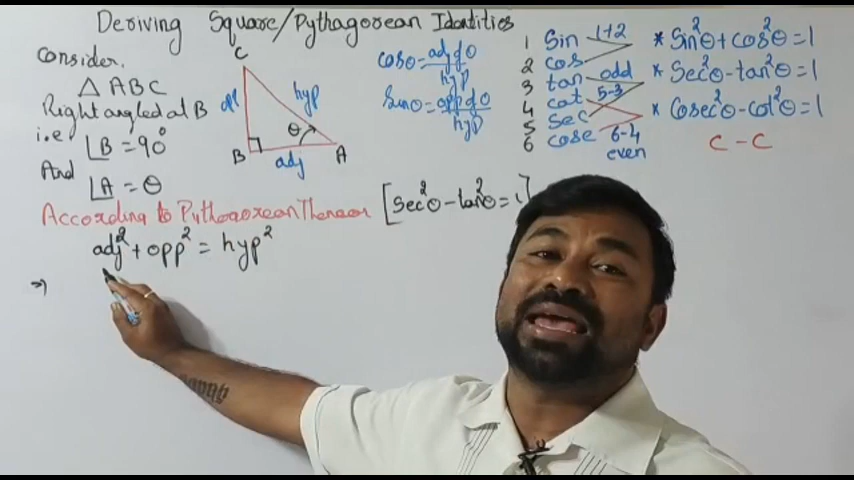 Deriving Square/Pythagorean Identities
Consider.
△ ABC
Right angled at B
i.e,
∠B = 90°
And
∠A = θ
C
opp
hyp
θ
B
adj
A
cosθ = adj of θ / hyp
Sinθ = opp of θ / hyp
1 Sin 1+2
2 cos
3 tan odd
4 cot 5-3
5 Sec
6 cosec 6-4
even
* Sin²θ + cos²θ = 1
* Sec²θ - tan²θ = 1
* Cosec²θ - cot²θ = 1
C - C
According to Pythagorean Theorem
[Sec²θ - tan²θ = 1]
adj² + opp² = hyp²
⇒